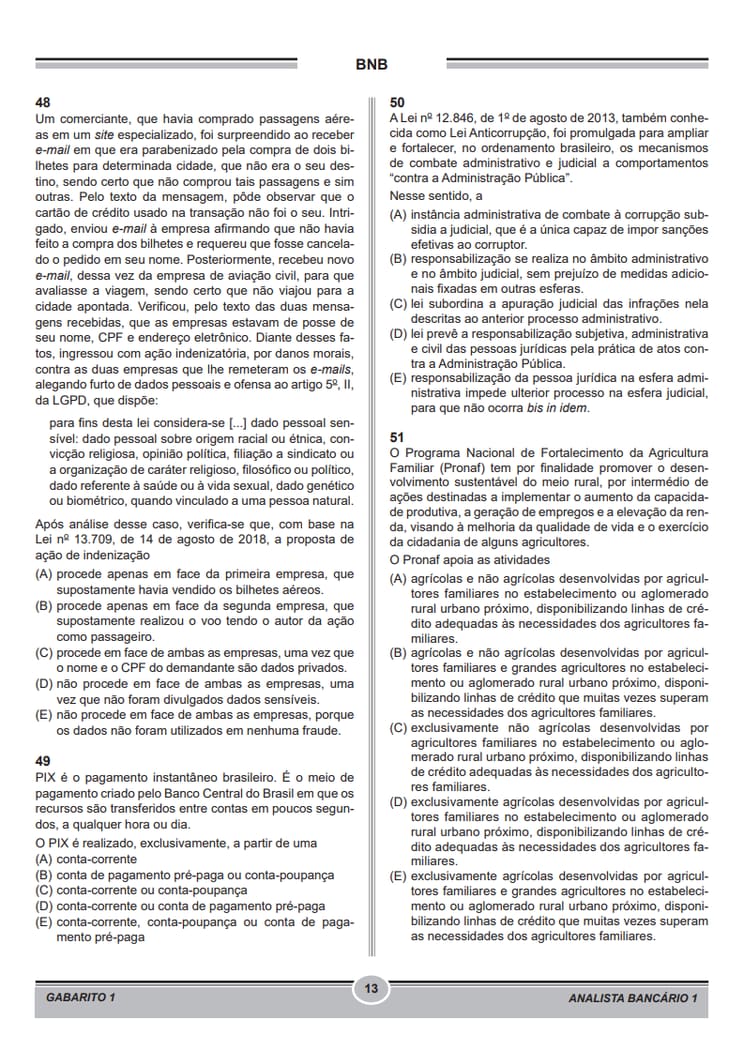 BNB
48
Um comerciante, que havia comprado passagens aére-
as em um site especializado, foi surpreendido ao receber
e-mail em que era parabenizado pela compra de dois bi-
lhetes para determinada cidade, que não era o seu des-
tino, sendo certo que não comprou tais passagens e sim
outras. Pelo texto da mensagem, pôde observar que o
cartão de crédito usado na transação não foi o seu. Intri-
gado, enviou e-mail à empresa afirmando que não havia
feito a compra dos bilhetes e requereu que fosse cancela-
do o pedido em seu nome. Posteriormente, recebeu novo
e-mail, dessa vez da empresa de aviação civil, para que
avaliasse a viagem, sendo certo que não viajou para a
cidade apontada. Verificou, pelo texto das duas mensa-
gens recebidas, que as empresas estavam de posse de
seu nome, CPF e endereço eletrônico. Diante desses fa-
tos, ingressou com ação indenizatória, por danos morais,
contra as duas empresas que lhe remeteram os e-mails,
alegando furto de dados pessoais e ofensa ao artigo 5º, II,
da LGPD, que dispõe:
para fins desta lei considera-se [...] dado pessoal sen-
sível: dado pessoal sobre origem racial ou étnica, con-
vicção religiosa, opinião política, filiação a sindicato ou
a organização de caráter religioso, filosófico ou político,
dado referente à saúde ou à vida sexual, dado genético
ou biométrico, quando vinculado a uma pessoa natural.
Após análise desse caso, verifica-se que, com base na
Lei nº 13.709, de 14 de agosto de 2018, a proposta de
ação de indenização
(A) procede apenas em face da primeira empresa, que
supostamente havia vendido os bilhetes aéreos.
(B) procede apenas em face da segunda empresa, que
supostamente realizou o voo tendo o autor da ação
como passageiro.
(C) procede em face de ambas as empresas, uma vez que
o nome e o CPF do demandante são dados privados.
(D) não procede em face de ambas as empresas, uma
vez que não foram divulgados dados sensíveis.
(E) não procede em face de ambas as empresas, porque
os dados não foram utilizados em nenhuma fraude.
49
PIX é o pagamento instantâneo brasileiro. É o meio de
pagamento criado pelo Banco Central do Brasil em que os
recursos são transferidos entre contas em poucos segun-
dos, a qualquer hora ou dia.
O PIX é realizado, exclusivamente, a partir de uma
(A) conta-corrente
(B) conta de pagamento pré-paga ou conta-poupança
(C) conta-corrente ou conta-poupança
(D) conta-corrente ou conta de pagamento pré-paga
(E) conta-corrente, conta-poupança ou conta de paga-
mento pré-paga
50
A Lei nº 12.846, de 1º de agosto de 2013, também conhe-
cida como Lei Anticorrupção, foi promulgada para ampliar
e fortalecer, no ordenamento brasileiro, os mecanismos
de combate administrativo e judicial a comportamentos
“contra a Administração Pública”.
Nesse sentido, a
(A) instância administrativa de combate à corrupção sub-
sidia a judicial, que é a única capaz de impor sanções
efetivas ao corruptor.
(B) responsabilização se realiza no âmbito administrativo
e no âmbito judicial, sem prejuízo de medidas adicio-
nais fixadas em outras esferas.
(C) lei subordina a apuração judicial das infrações nela
descritas ao anterior processo administrativo.
(D) lei prevê a responsabilização subjetiva, administrativa
e civil das pessoas jurídicas pela prática de atos con-
tra a Administração Pública.
(E) responsabilização da pessoa jurídica na esfera admi-
nistrativa impede ulterior processo na esfera judicial,
para que não ocorra bis in idem.
51
O Programa Nacional de Fortalecimento da Agricultura
Familiar (Pronaf) tem por finalidade promover o desen-
volvimento sustentável do meio rural, por intermédio de
ações destinadas a implementar o aumento da capacida-
de produtiva, a geração de empregos e a elevação da ren-
da, visando à melhoria da qualidade de vida e o exercício
da cidadania de alguns agricultores.
O Pronaf apoia as atividades
(A) agrícolas e não agrícolas desenvolvidas por agricul-
tores familiares no estabelecimento ou aglomerado
rural urbano próximo, disponibilizando linhas de cré-
dito adequadas às necessidades dos agricultores fa-
miliares.
(B) agrícolas e não agrícolas desenvolvidas por agricul-
tores familiares e grandes agricultores no estabeleci-
mento ou aglomerado rural urbano próximo, disponi-
bilizando linhas de crédito que muitas vezes superam
as necessidades dos agricultores familiares.
(C) exclusivamente não agrícolas desenvolvidas por
agricultores familiares no estabelecimento ou aglo-
merado rural urbano próximo, disponibilizando linhas
de crédito adequadas às necessidades dos agriculto-
res familiares.
(D) exclusivamente agrícolas desenvolvidas por agricul-
tores familiares no estabelecimento ou aglomerado
rural urbano próximo, disponibilizando linhas de cré-
dito adequadas às necessidades dos agricultores fa-
miliares.
(E) exclusivamente agrícolas desenvolvidas por agricul-
tores familiares e grandes agricultores no estabeleci-
mento ou aglomerado rural urbano próximo, disponi-
bilizando linhas de crédito que muitas vezes superam
as necessidades dos agricultores familiares.
GABARITO 1
13
ANALISTA BANCÁRIO 1